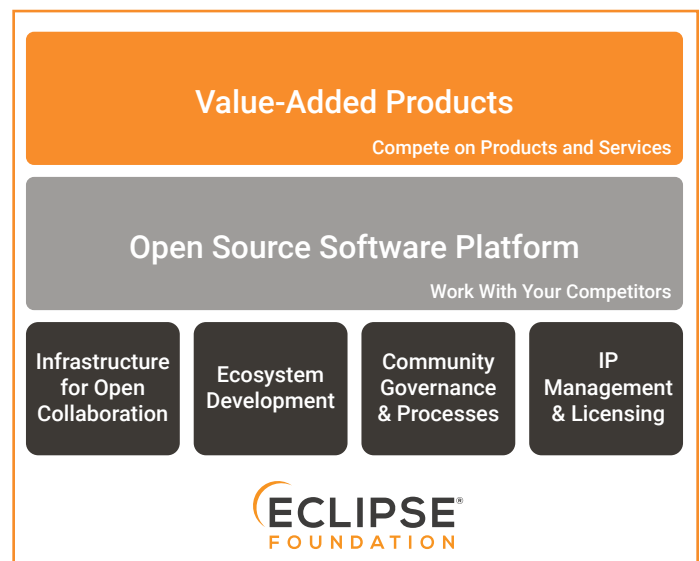 Value-Added Products
Compete on Products and Services
Open Source Software Platform
Work With Your Competitors
Infrastructure
for Open
Collaboration
Ecosystem
Development
Community
Governance
& Processes
IP
Management
& Licensing
ECLIPSE®
FOUNDATION